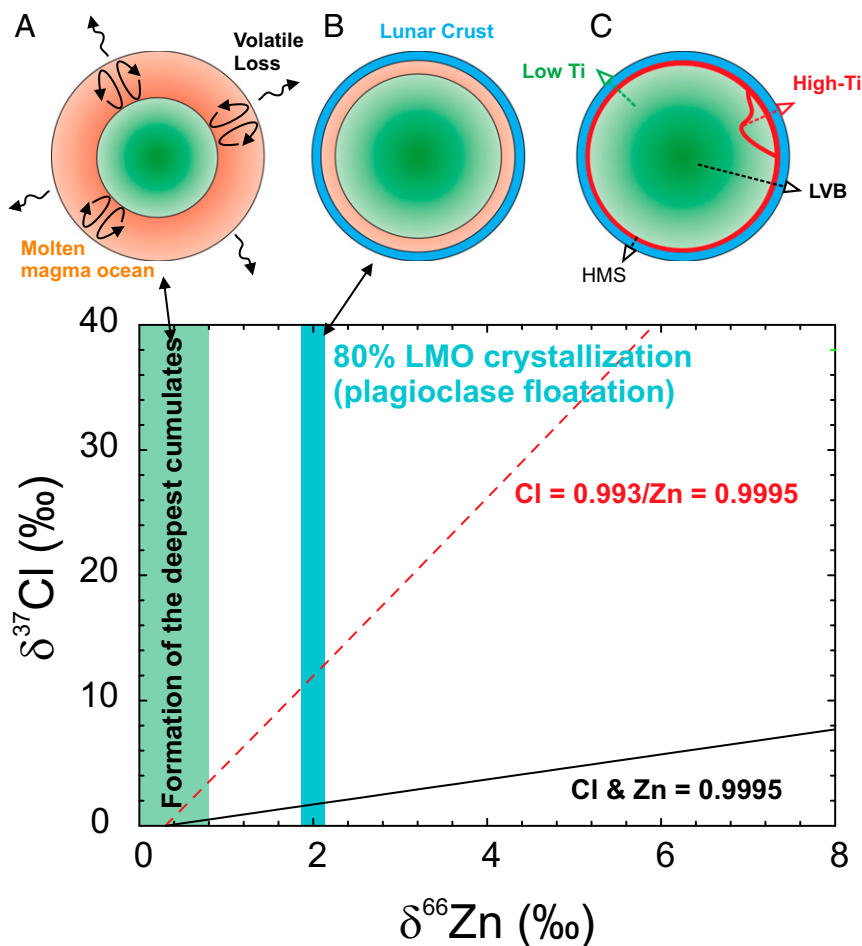 A
B
C
Volatile
Loss
Lunar Crust
Low Ti
High-Ti
LVB
HMS
Molten
magma ocean
40
30
20
10
0
δ37Cl (‰)
Formation of the deepest cumulates
80% LMO crystallization
(plagioclase floatation)
Cl = 0.993/Zn = 0.9995
Cl & Zn = 0.9995
0 2 4 6 8
δ66Zn (‰)